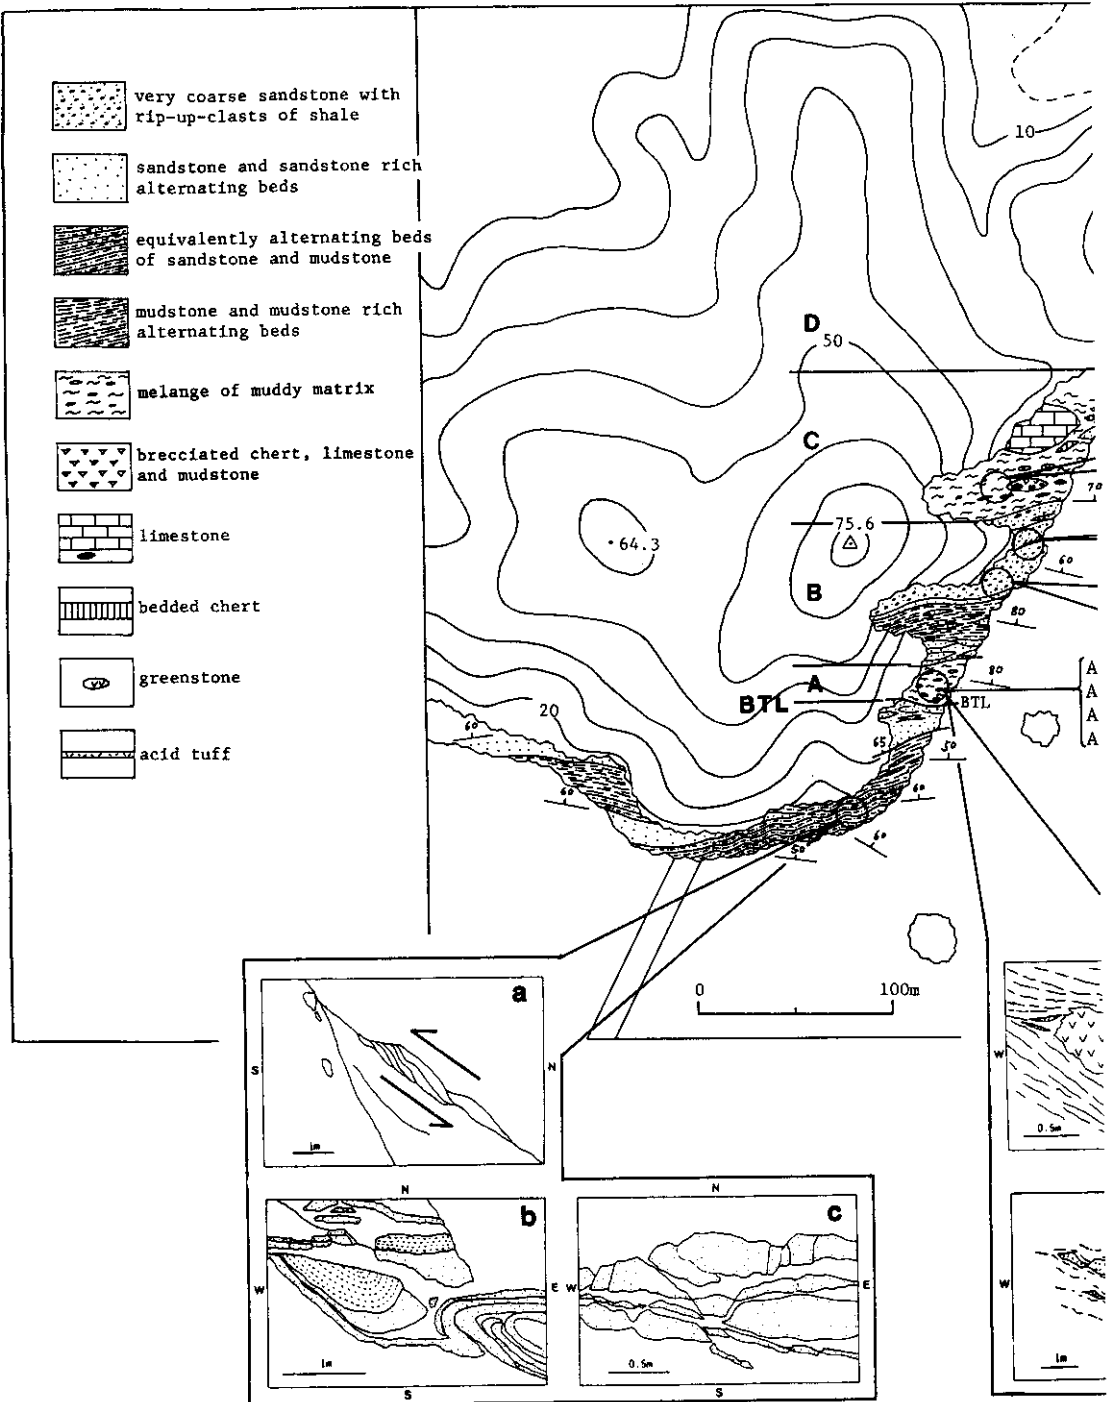 very coarse sandstone with
rip-up-clasts of shale
sandstone and sandstone rich
alternating beds
equivalently alternating beds
of sandstone and mudstone
mudstone and mudstone rich
alternating beds
melange of muddy matrix
brecciated chert, limestone
and mudstone
limestone
bedded chert
greenstone
acid tuff
10
D
50
C
70
75.6
64.3
60
B
80
A
80
A
A
A
A
BTL
BTL
20
60
65
50
60
60
60
50
0 100m
a
S
N
1m
N
b
W
E
1m
S
N
c
W
E
0.5m
S
W
0.5m
W
1m